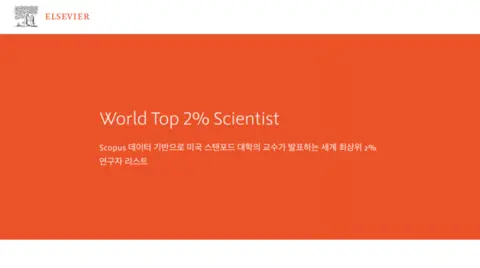 ELSEVIER
World Top 2% Scientist
Scopus 데이터 기반으로 미국 스탠포드 대학의 교수가 발표하는 세계 최상위 2%
연구자 리스트